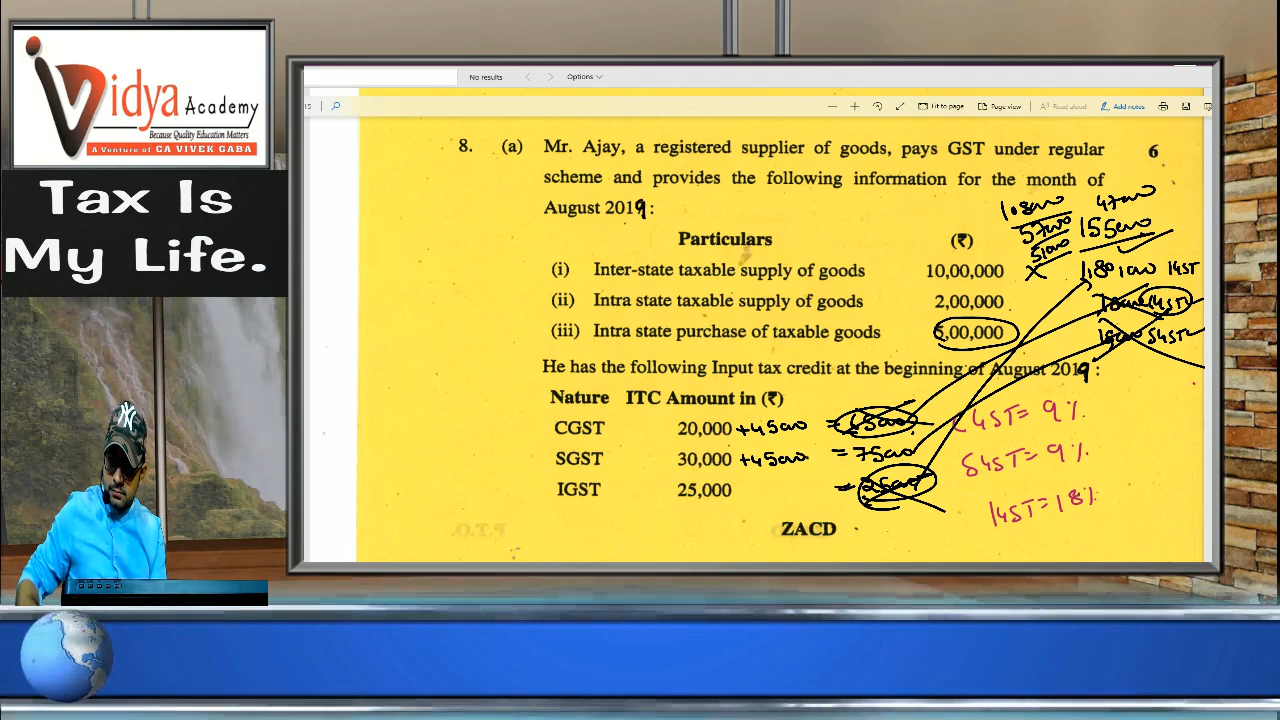 iVidya Academy
Because Quality Education Matters
A Venture of CA VIVEK GABA
Tax Is
My Life.
No results
Options
15
Fit to page
Page view
Read aloud
Add notes
8. (a) Mr. Ajay, a registered supplier of goods, pays GST under regular 6
scheme and provides the following information for the month of
August 2019 :
Particulars (₹)
(i) Inter-state taxable supply of goods 10,00,000
(ii) Intra state taxable supply of goods 2,00,000
(iii) Intra state purchase of taxable goods 5,00,000
He has the following Input tax credit at the beginning of August 2019 :
Nature ITC Amount in (₹)
CGST 20,000 +45000 = 65000
SGST 30,000 +45000 = 75000
IGST 25,000 = 25000
ZACD
47000
155000
CGST = 9%
SGST = 9%
IGST = 18%